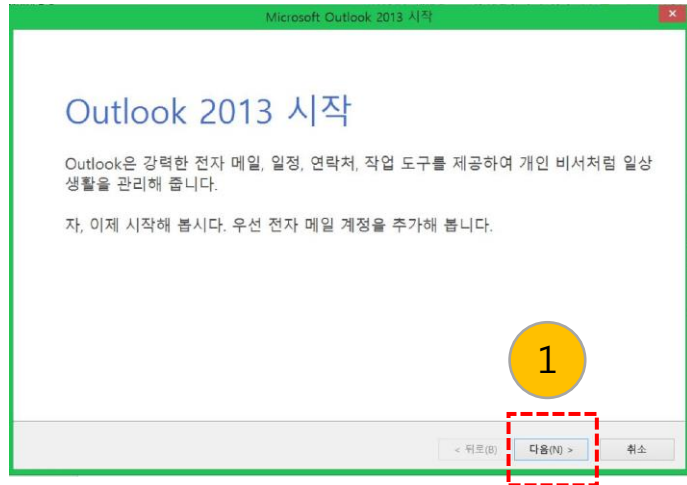 Microsoft Outlook 2013 시작
Outlook 2013 시작
Outlook은 강력한 전자 메일, 일정, 연락처, 작업 도구를 제공하여 개인 비서처럼 일상
생활을 관리해 줍니다.
자, 이제 시작해 봅시다. 우선 전자 메일 계정을 추가해 봅니다.
1
< 뒤로(B) 다음(N) > 취소